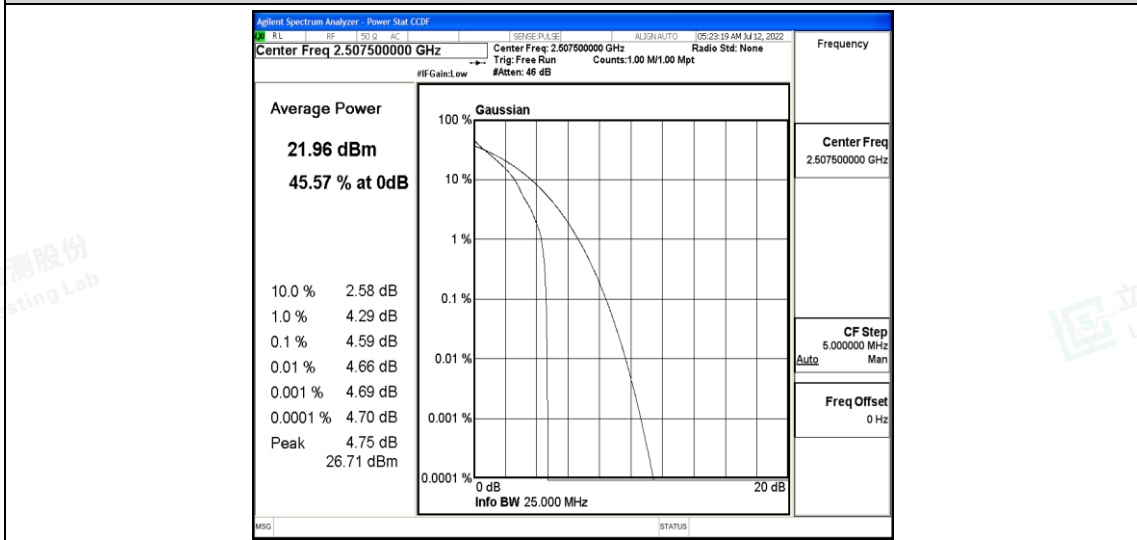 Agilent Spectrum Analyzer - Power Stat CCDF
LXI RL RF 50 Ω AC SENSE:PULSE ALIGNAUTO 05:23:19 AM Jul 12, 2022
Center Freq 2.507500000 GHz
Center Freq: 2.507500000 GHz Radio Std: None
Trig: Free Run Counts:1.00 M/1.00 Mpt
#IFGain:Low #Atten: 46 dB
Frequency
Average Power
21.96 dBm
45.57 % at 0dB
10.0 % 2.58 dB
1.0 % 4.29 dB
0.1 % 4.59 dB
0.01 % 4.66 dB
0.001 % 4.69 dB
0.0001 % 4.70 dB
Peak 4.75 dB
26.71 dBm
Gaussian
100 %
10 %
1 %
0.1 %
0.01 %
0.001 %
0.0001 %
0 dB 20 dB
Info BW 25.000 MHz
Center Freq
2.507500000 GHz
CF Step
5.000000 MHz
Auto Man
Freq Offset
0 Hz
MSG STATUS
测股份
sting Lab
立